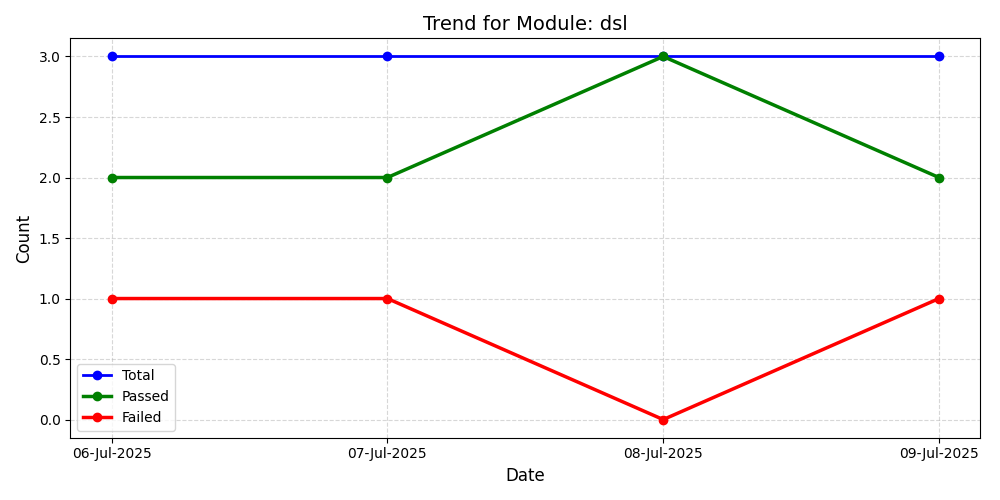 Trend for Module: dsl
Count
3.0
2.5
2.0
1.5
1.0
0.5
0.0
Total
Passed
Failed
06-Jul-2025
07-Jul-2025
08-Jul-2025
09-Jul-2025
Date